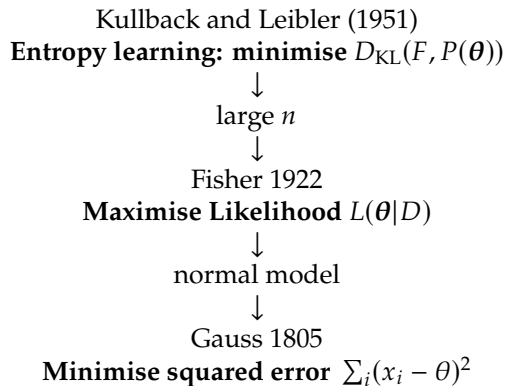 Kullback and Leibler (1951)
Entropy learning: minimise D_KL(F, P(θ))
↓
large n
↓
Fisher 1922
Maximise Likelihood L(θ|D)
↓
normal model
↓
Gauss 1805
Minimise squared error ∑_i(x_i − θ)^2